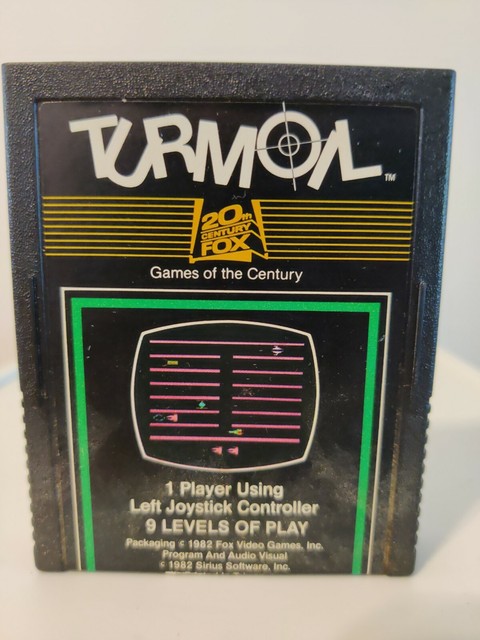 TURMOIL
TM
20th
CENTURY
FOX
Games of the Century
1 Player Using
Left Joystick Controller
9 LEVELS OF PLAY
Packaging © 1982 Fox Video Games, Inc.
Program And Audio Visual
© 1982 Sirius Software, Inc.